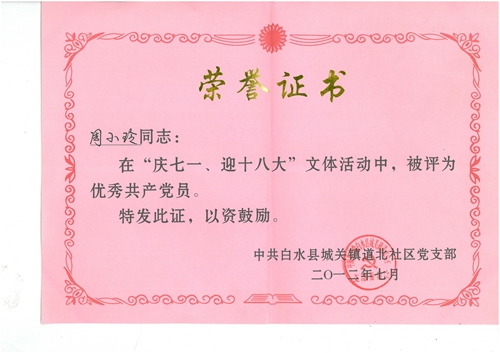 荣誉证书
周小玲同志：
在“庆七一、迎十八大”文体活动中，被评为
优秀共产党员。
特发此证，以资鼓励。
中共白水县城关镇道北社区党支部
二〇一二年七月